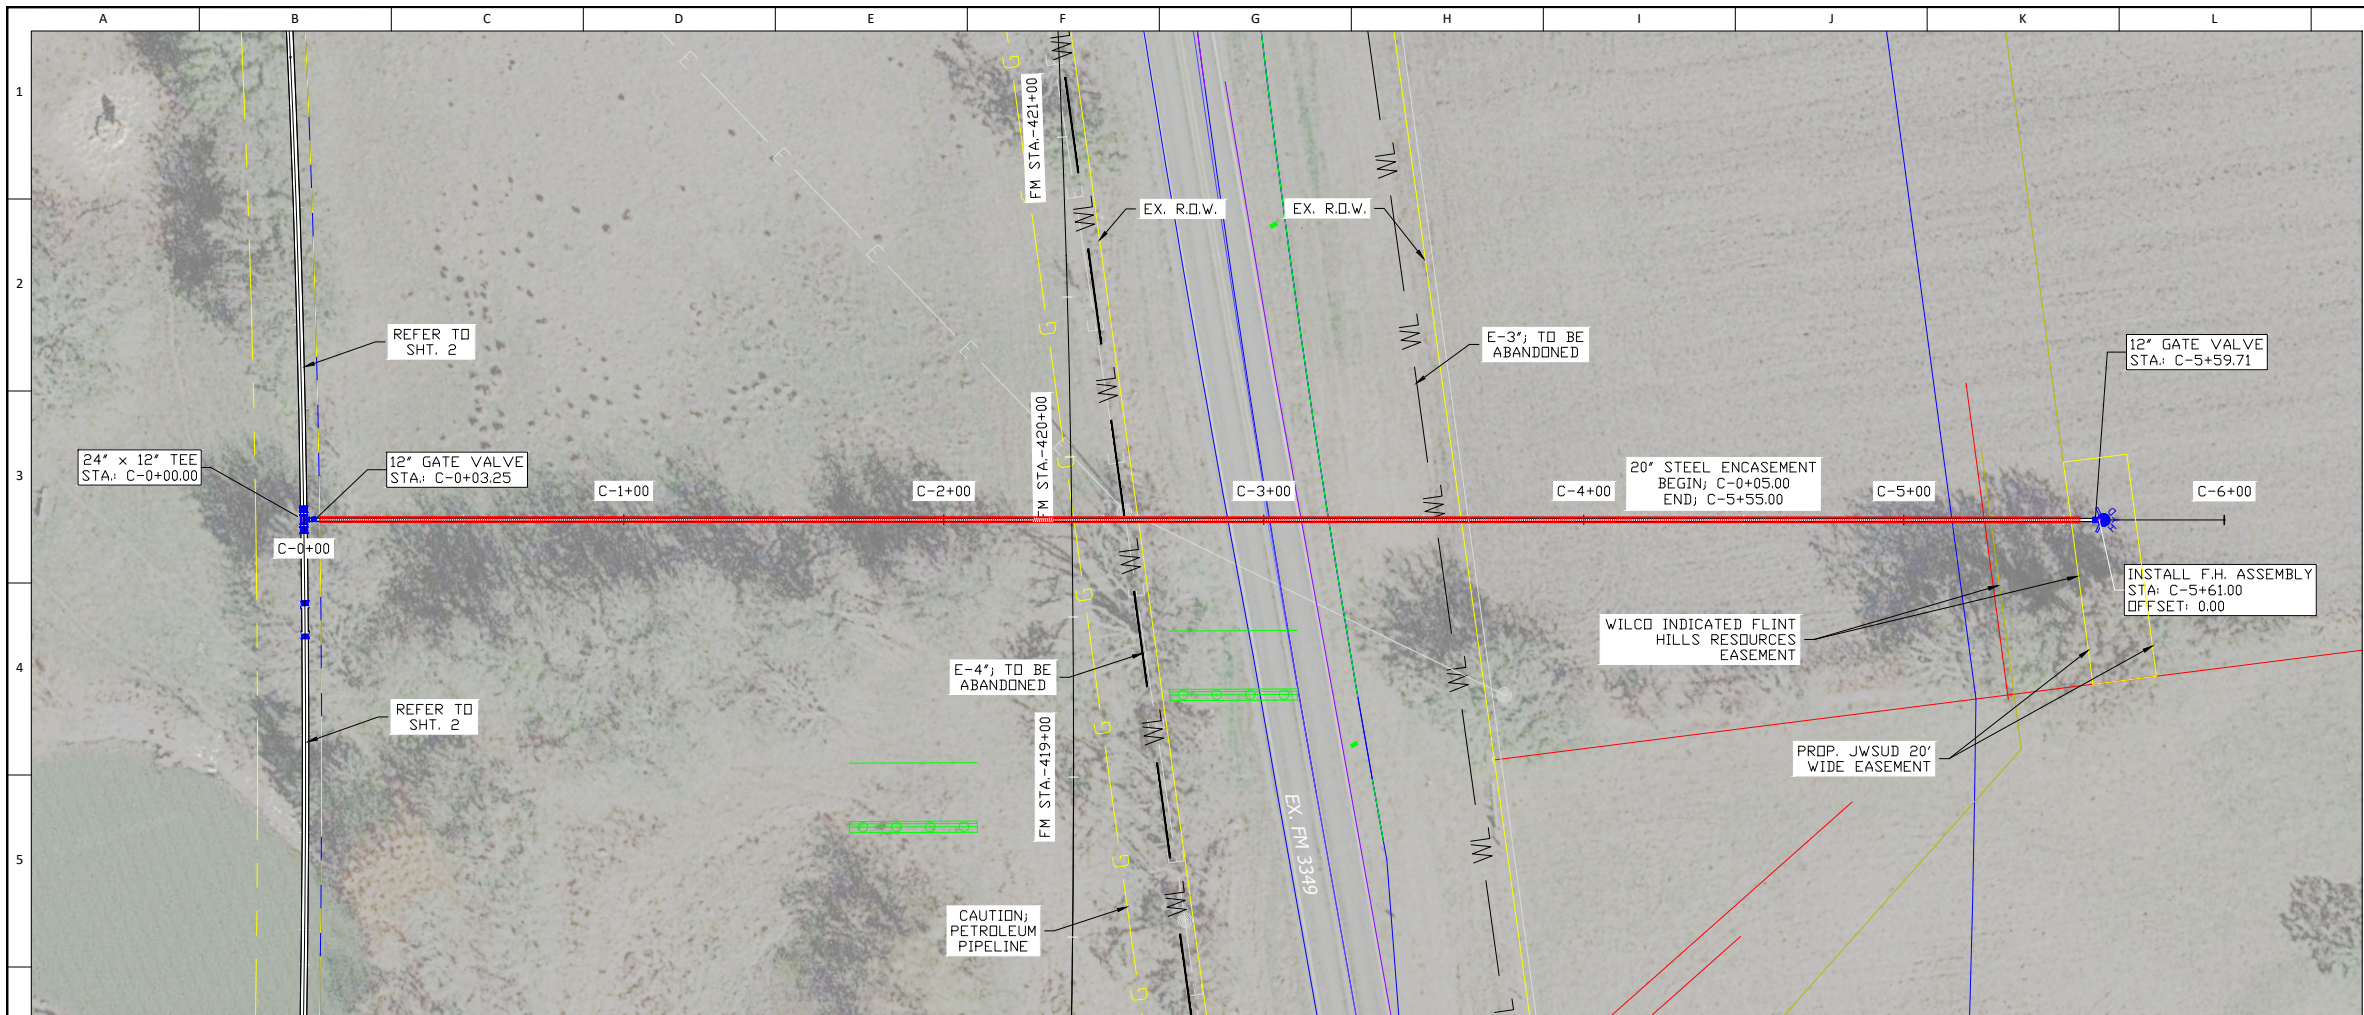 A B C D E F G H I J K L
1
2
3
4
5
FM STA.-421+00
EX. R.O.W.
EX. R.O.W.
REFER TO
SHT. 2
E-3"; TO BE
ABANDONED
12" GATE VALVE
STA.: C-5+59.71
24" x 12" TEE
STA.: C-0+00.00
12" GATE VALVE
STA.: C-0+03.25
FM STA.-420+00
20" STEEL ENCASEMENT
BEGIN; C-0+05.00
END; C-5+55.00
C-0+00
C-1+00
C-2+00
C-3+00
C-4+00
C-5+00
C-6+00
INSTALL F.H. ASSEMBLY
STA: C-5+61.00
OFFSET: 0.00
WILCO INDICATED FLINT
HILLS RESOURCES
EASEMENT
E-4"; TO BE
ABANDONED
REFER TO
SHT. 2
FM STA.-419+00
PROP. JWSUD 20'
WIDE EASEMENT
EX. FM 3349
CAUTION;
PETROLEUM
PIPELINE
E
E
E
E
E
G
G
G
G
G
G
G
G
W
W
W
W
W
W
W
W
W
W
W
W